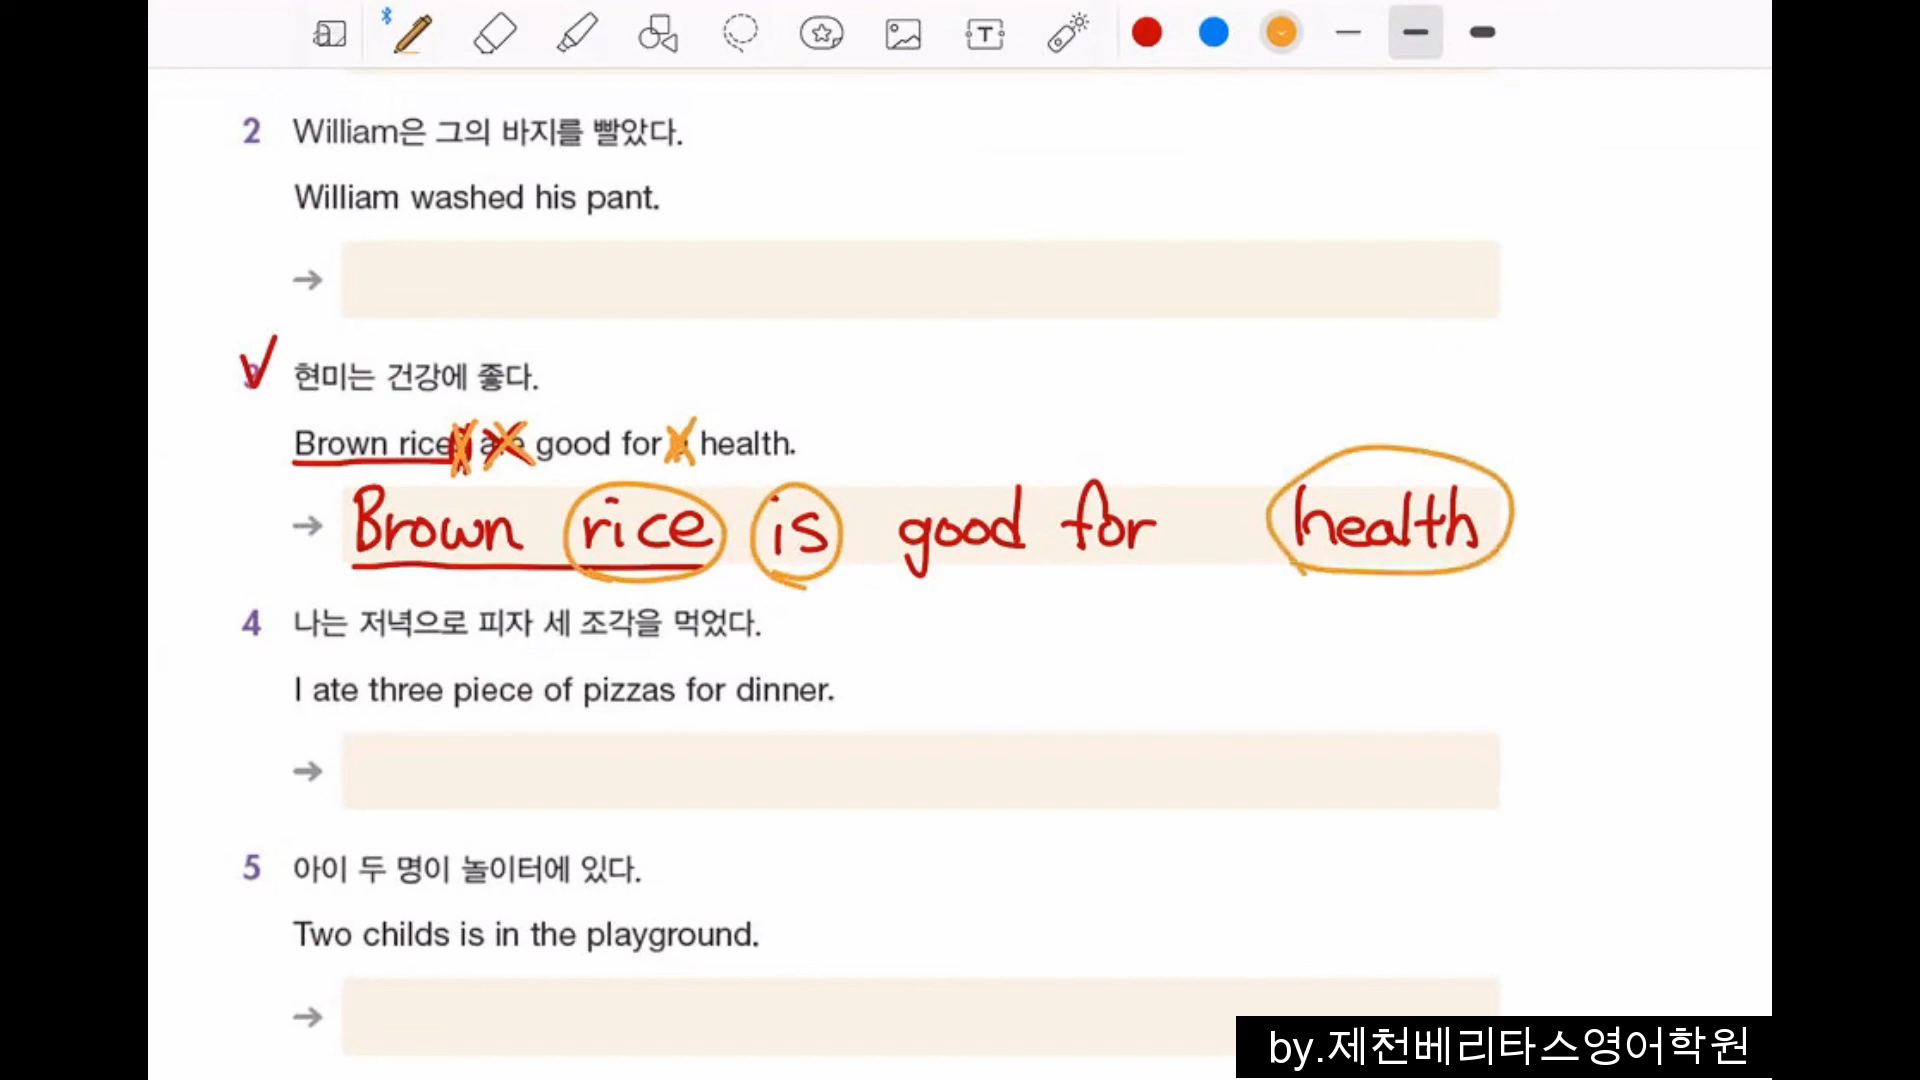 2 William은 그의 바지를 빨았다.
William washed his pant.
→
현미는 건강에 좋다.
Brown rice good for health.
→ Brown rice is good for health
4 나는 저녁으로 피자 세 조각을 먹었다.
I ate three piece of pizzas for dinner.
→
5 아이 두 명이 놀이터에 있다.
Two childs is in the playground.
→
by.제천베리타스영어학원